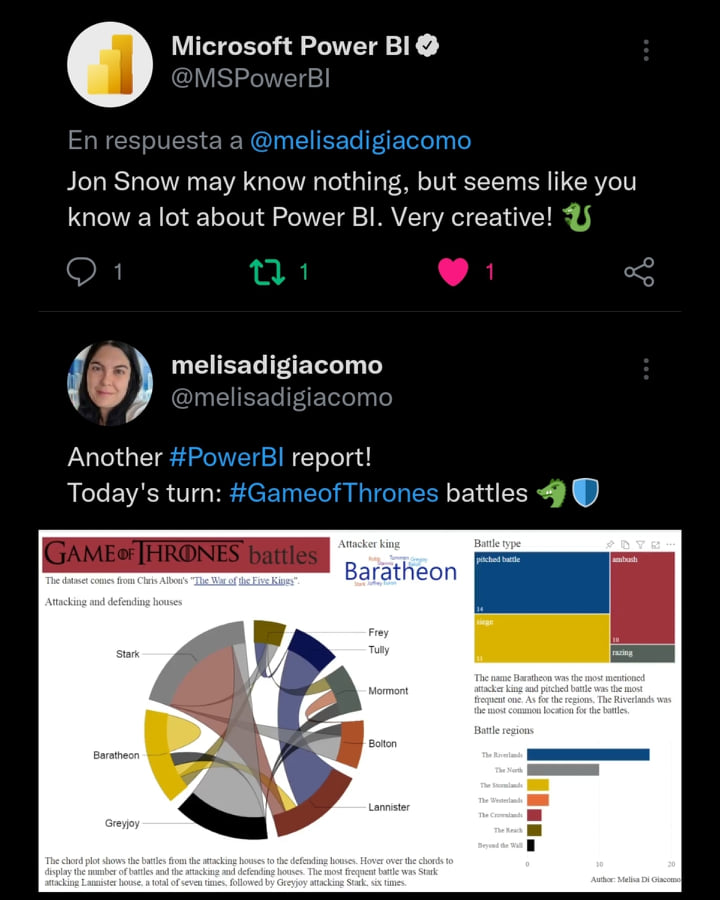 Microsoft Power BI
@MSPowerBI
En respuesta a @melisadigiacomo
Jon Snow may know nothing, but seems like you
know a lot about Power BI. Very creative!
1
1
1
melisadigiacomo
@melisadigiacomo
Another #PowerBI report!
Today's turn: #GameofThrones battles
GAME OF THRONES battles
The dataset comes from Chris Albon's "The War of the Five Kings".
Attacking and defending houses
Stark
Baratheon
Greyjoy
Frey
Tully
Mormont
Bolton
Lannister
The chord plot shows the battles from the attacking houses to the defending houses. Hover over the chords to
display the number of battles and the attacking and defending houses. The most frequent battle was Stark
attacking Lannister house, a total of seven times, followed by Greyjoy attacking Stark, six times.
Attacker king
Baratheon
Battle type
pitched battle
14
ambush
10
siege
11
razing
The name Baratheon was the most mentioned
attacker king and pitched battle was the most
frequent one. As for the regions, The Riverlands was
the most common location for the battles.
Battle regions
The Riverlands
The North
The Stormlands
The Westerlands
The Crownlands
The Reach
Beyond the Wall
0
10
20
Author: Melisa Di Giacomo